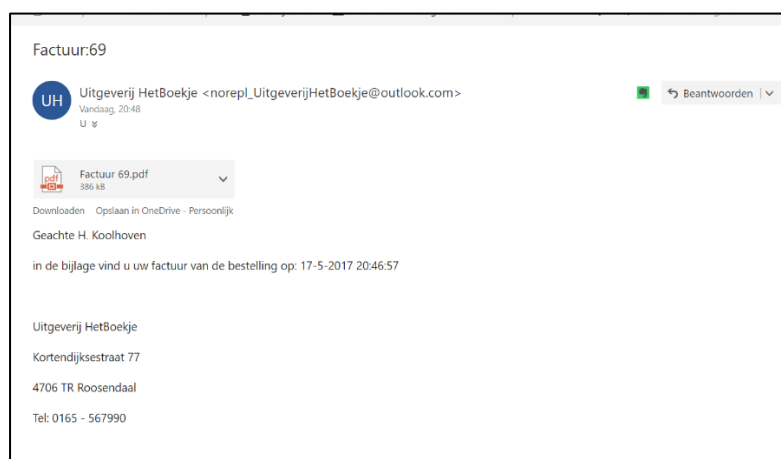 Factuur:69
UH
Uitgeverij HetBoekje <norepl_UitgeverijHetBoekje@outlook.com>
Beantwoorden
Vandaag, 20:48
U
pdf
Factuur 69.pdf
386 kB
Downloaden Opslaan in OneDrive - Persoonlijk
Geachte H. Koolhoven
in de bijlage vind u uw factuur van de bestelling op: 17-5-2017 20:46:57
Uitgeverij HetBoekje
Kortendijksestraat 77
4706 TR Roosendaal
Tel: 0165 - 567990